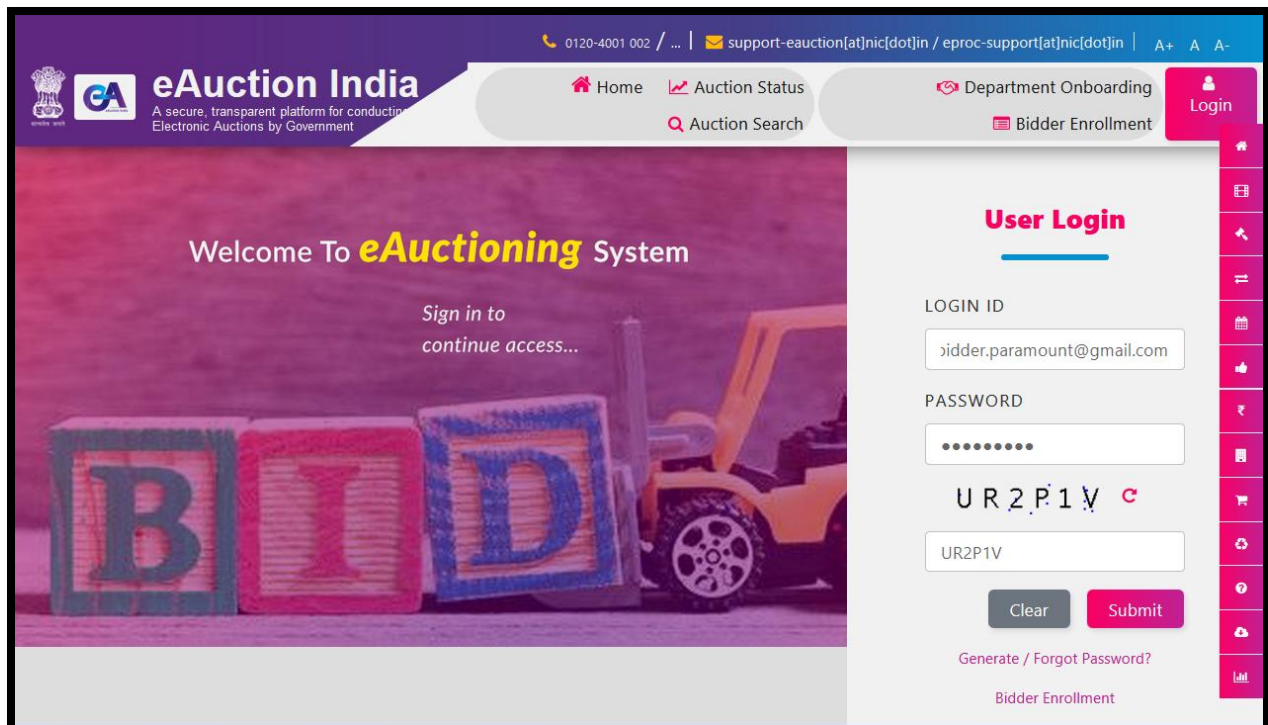 0120-4001 002 / ... | support-eauction[at]nic[dot]in / eproc-support[at]nic[dot]in | A+ A A-
eAuction India
A secure, transparent platform for conducting
Electronic Auctions by Government
Home
Auction Status
Auction Search
Department Onboarding
Bidder Enrollment
Login
Welcome To eAuctioning System
Sign in to
continue access...
BID
User Login
LOGIN ID
bidder.paramount@gmail.com
PASSWORD
•••••••••
UR2P1V
UR2P1V
Clear
Submit
Generate / Forgot Password?
Bidder Enrollment